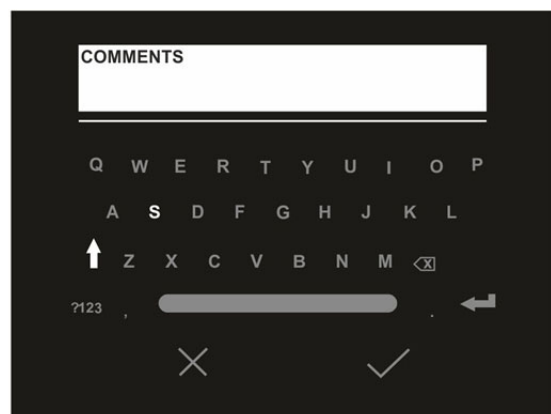 COMMENTS
Q W E R T Y U I O P
A S D F G H J K L
Z X C V B N M
?123 , .